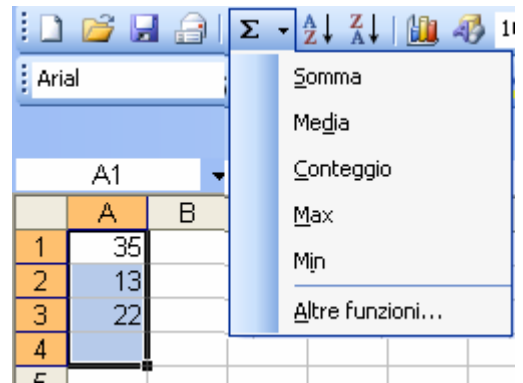 Σ A Z Z A
Arial
Somma
Media
Conteggio
Max
Min
Altre funzioni...
A1
A B
1 35
2 13
3 22
4